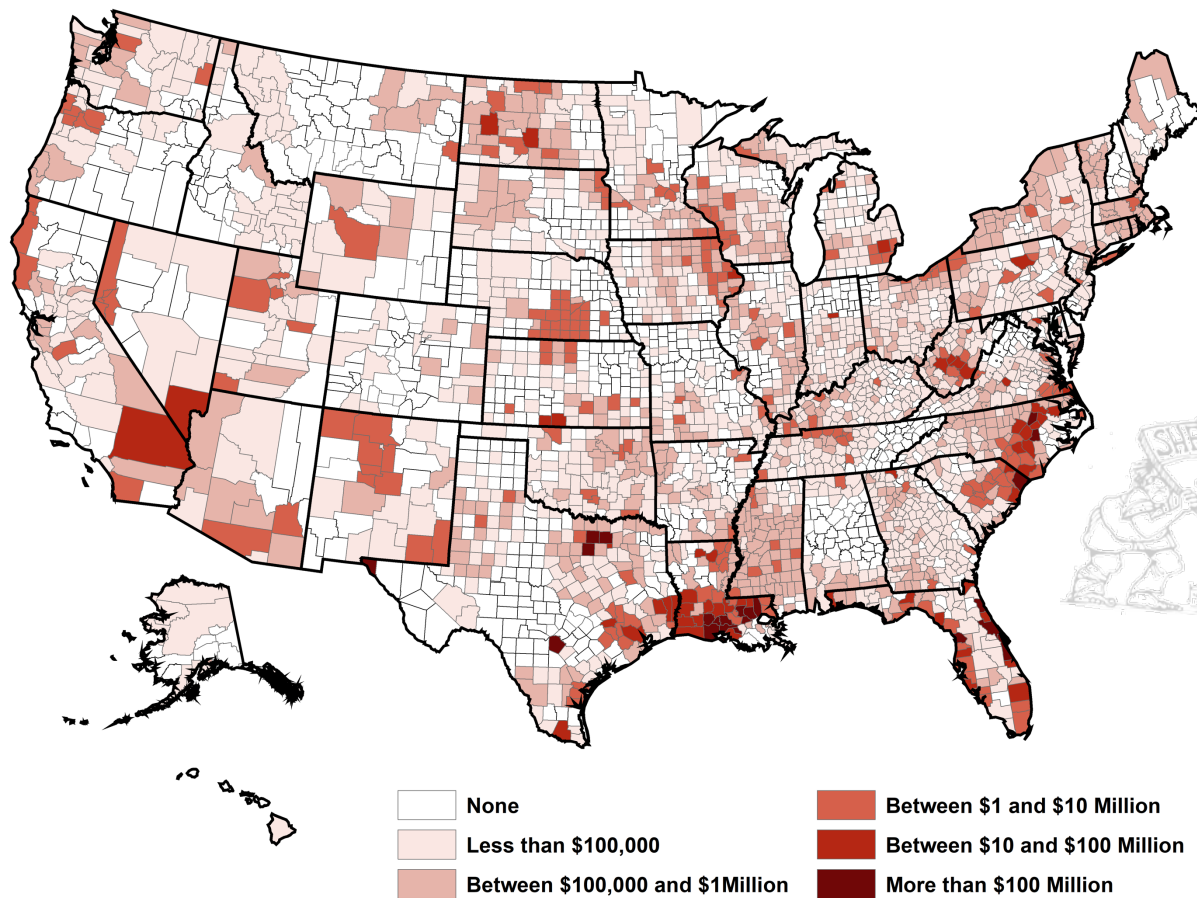 SHE
None
Less than $100,000
Between $100,000 and $1Million
Between $1 and $10 Million
Between $10 and $100 Million
More than $100 Million